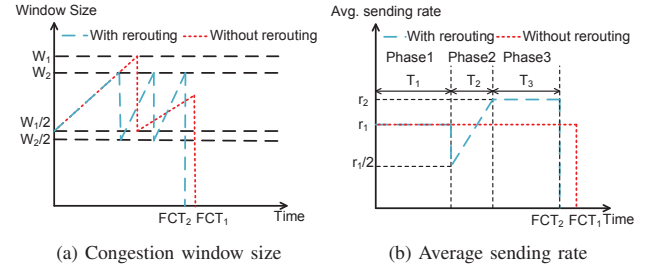 Window Size
With rerouting
Without rerouting
W₁
W₂
W₁/2
W₂/2
FCT₂ FCT₁
Time
(a) Congestion window size
Avg. sending rate
With rerouting
Without rerouting
Phase1 Phase2 Phase3
T₁ T₂ T₃
r₂
r₁
r₁/2
FCT₂ FCT₁ Time
(b) Average sending rate